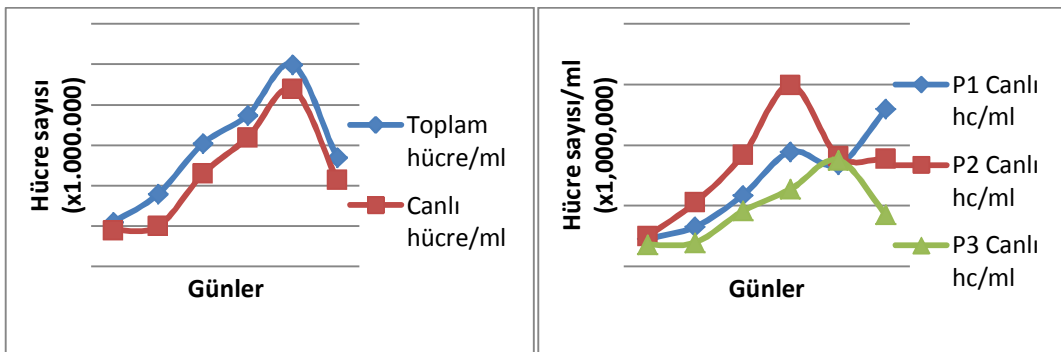 Hücre sayısı
(x1.000.000)
Toplam
hücre/ml
Canlı
hücre/ml
Günler
Hücre sayısı/ml
(x1,000,000)
P1 Canlı
hc/ml
P2 Canlı
hc/ml
P3 Canlı
hc/ml
Günler